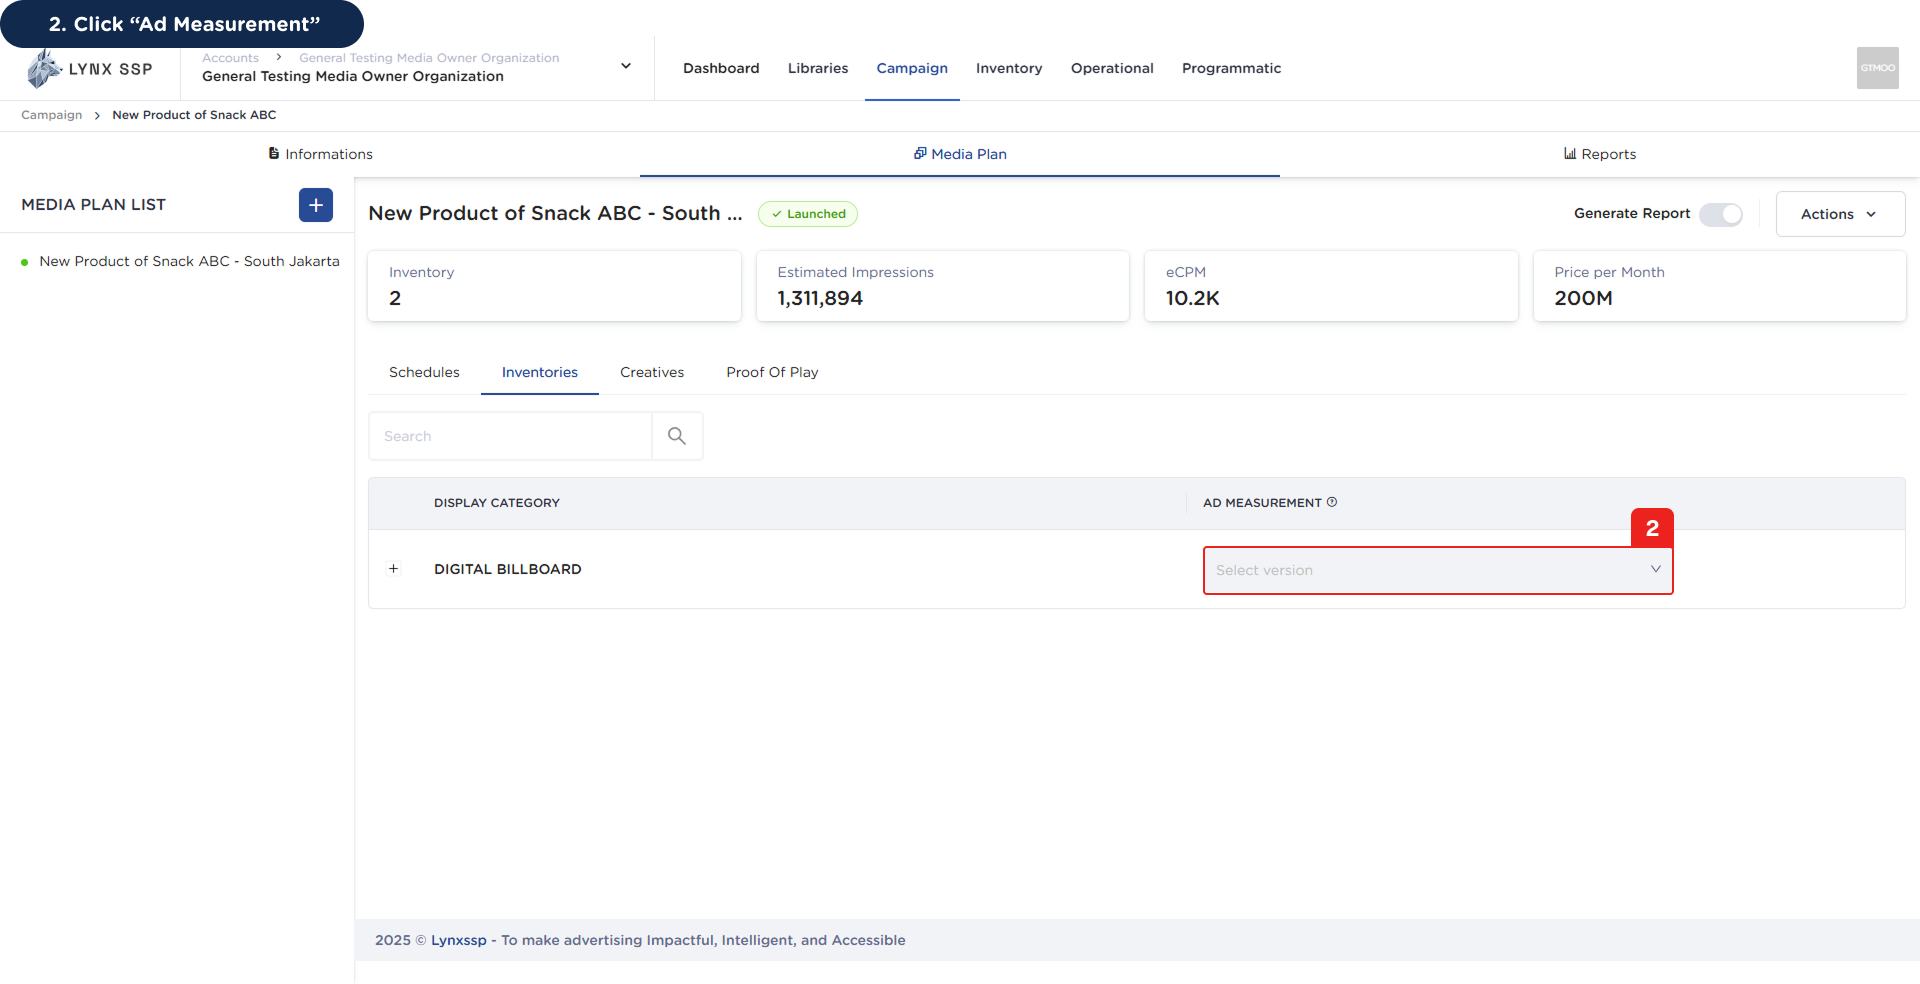 2. Click “Ad Measurement”
LYNX SSP
Accounts > General Testing Media Owner Organization
General Testing Media Owner Organization
Dashboard
Libraries
Campaign
Inventory
Operational
Programmatic
GTMOO
Campaign > New Product of Snack ABC
Informations
Media Plan
Reports
MEDIA PLAN LIST
+
New Product of Snack ABC - South Jakarta
New Product of Snack ABC - South ...
Launched
Generate Report
Actions
Inventory
2
Estimated Impressions
1,311,894
eCPM
10.2K
Price per Month
200M
Schedules
Inventories
Creatives
Proof Of Play
Search
DISPLAY CATEGORY
AD MEASUREMENT
2
+
DIGITAL BILLBOARD
Select version
2025 © Lynxssp - To make advertising Impactful, Intelligent, and Accessible